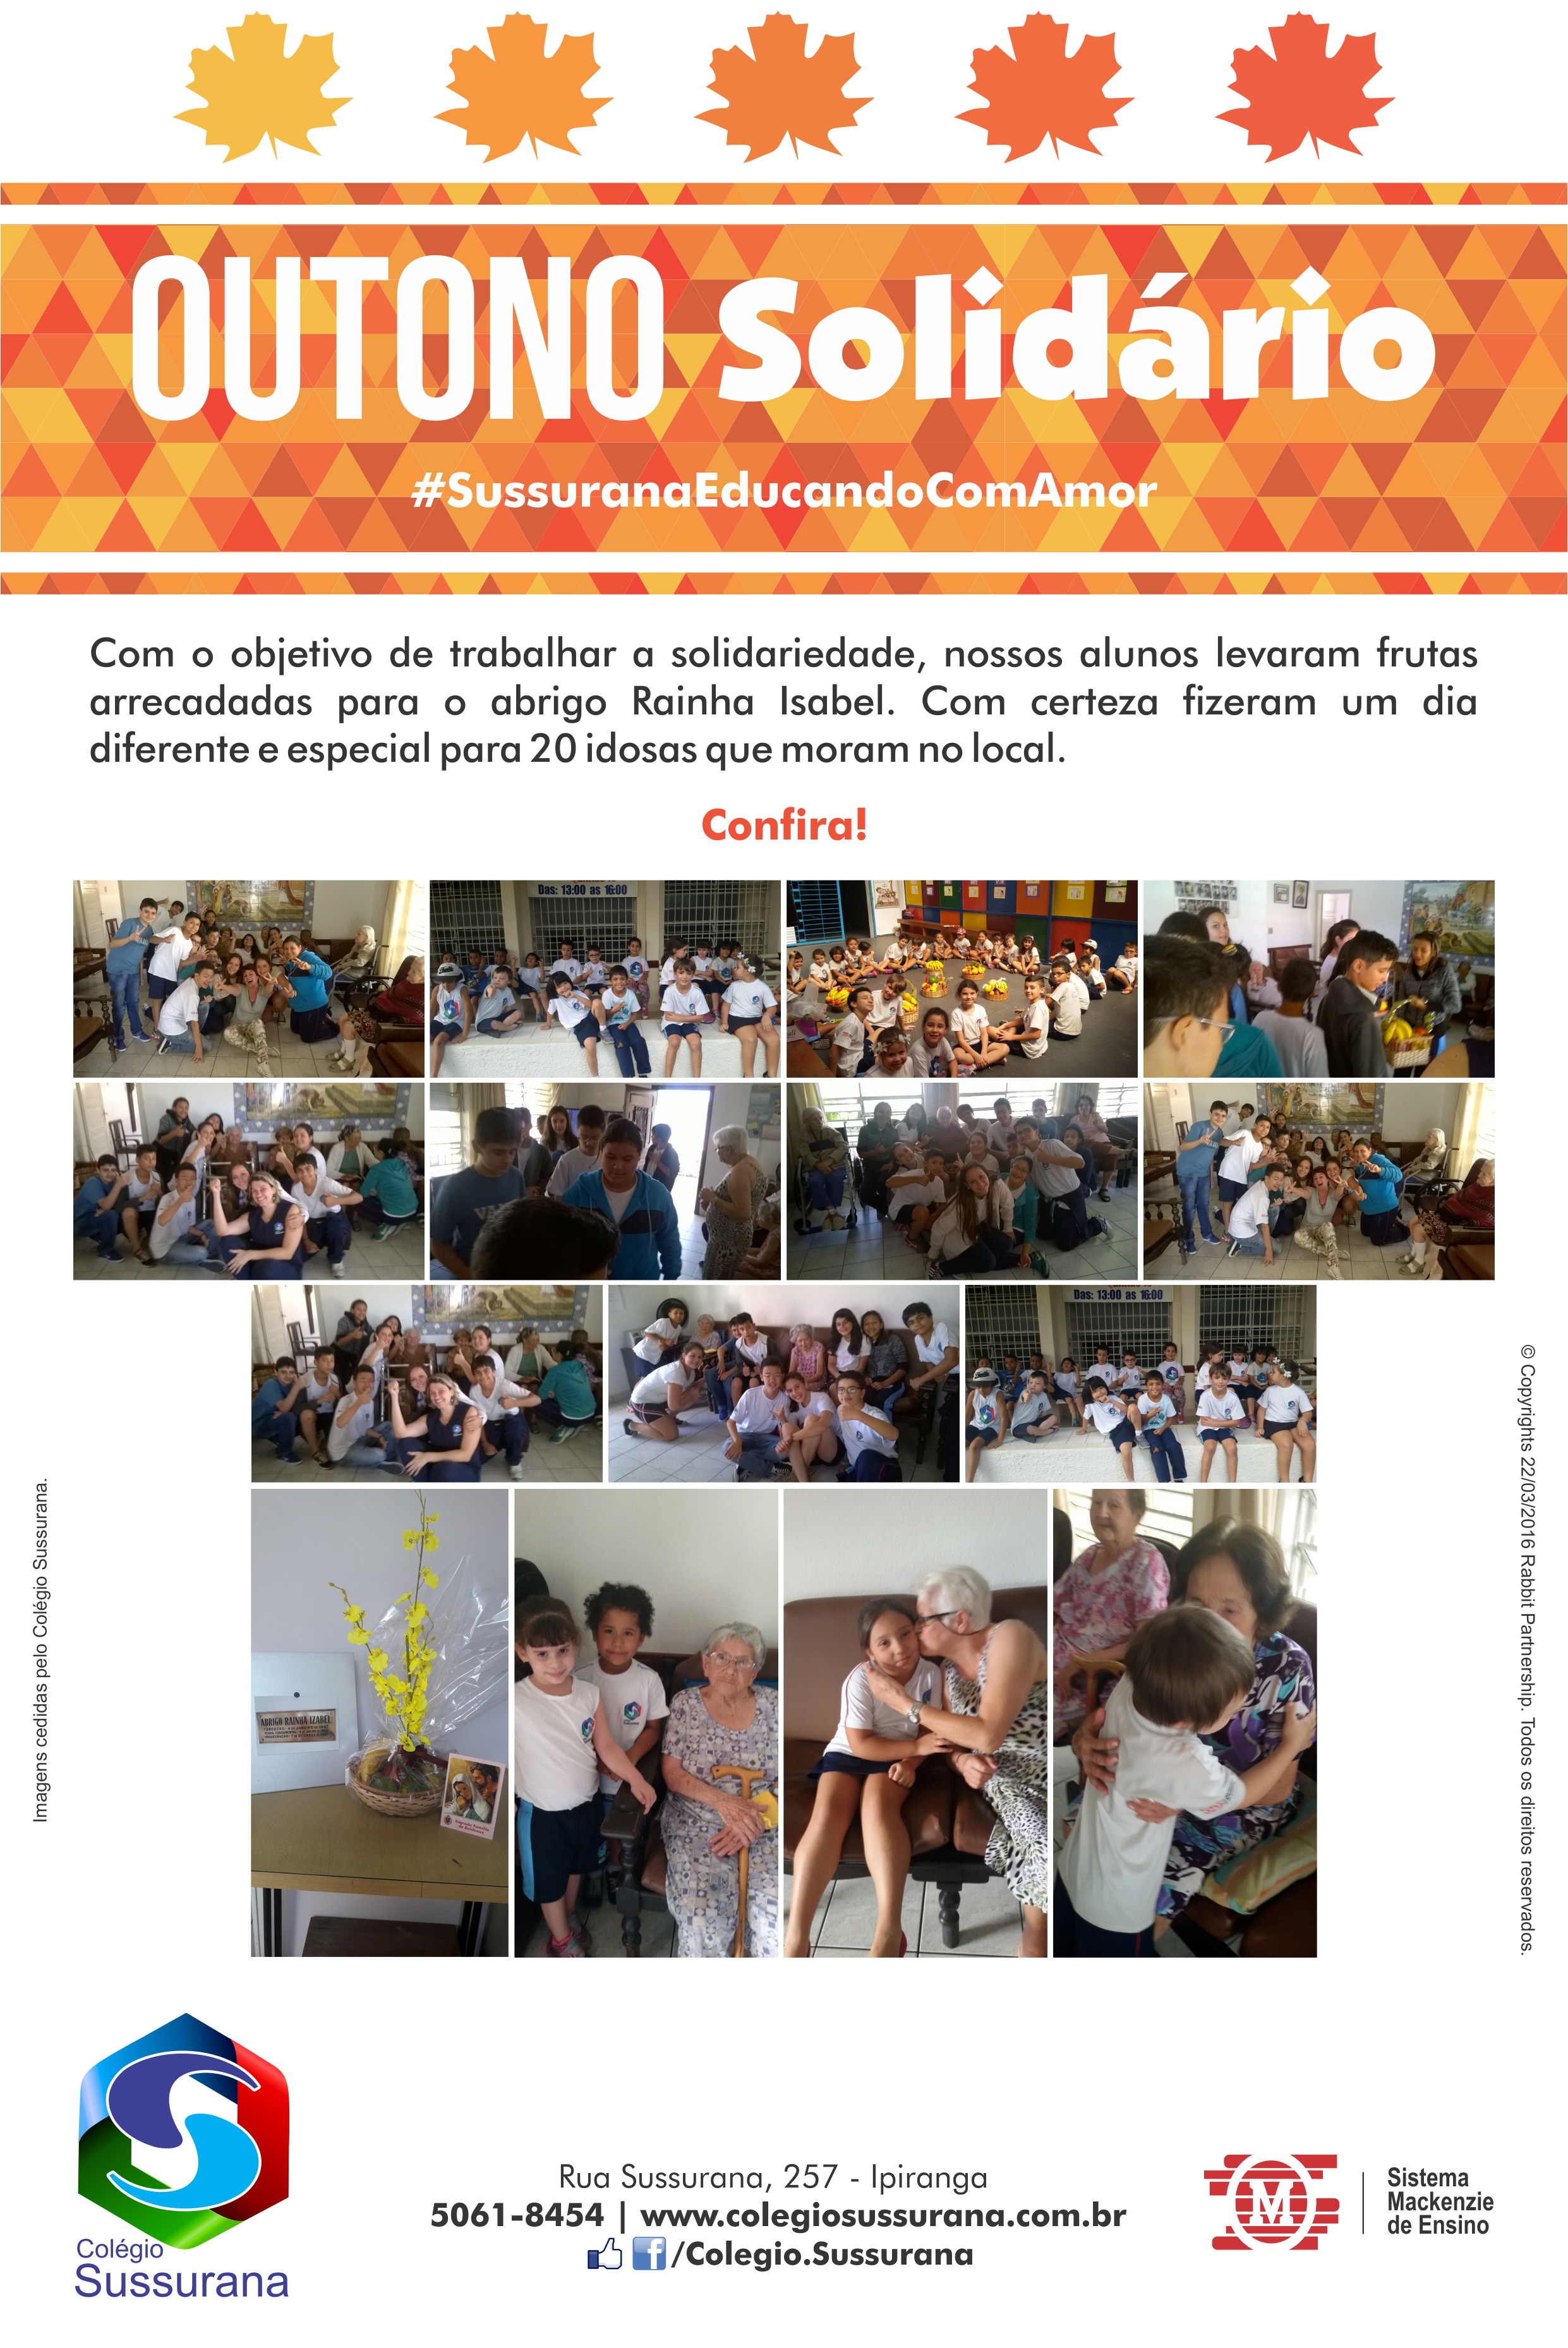 OUTONO Solidário
#SussuranaEducandoComAmor
Com o objetivo de trabalhar a solidariedade, nossos alunos levaram frutas
arrecadadas para o abrigo Rainha Isabel. Com certeza fizeram um dia
diferente e especial para 20 idosas que moram no local.
Confira!
Das: 13:00 as 16:00
Das: 13:00 as 16:00
ABRIGO RAINHA IZABEL
Imagens cedidas pelo Colégio Sussurana.
© Copyrights 22/03/2016 Rabbit Partnership. Todos os direitos reservados.
Colégio
Sussurana
Rua Sussurana, 257 - Ipiranga
5061-8454 | www.colegiosussurana.com.br
f /Colegio.Sussurana
M
Sistema
Mackenzie
de Ensino